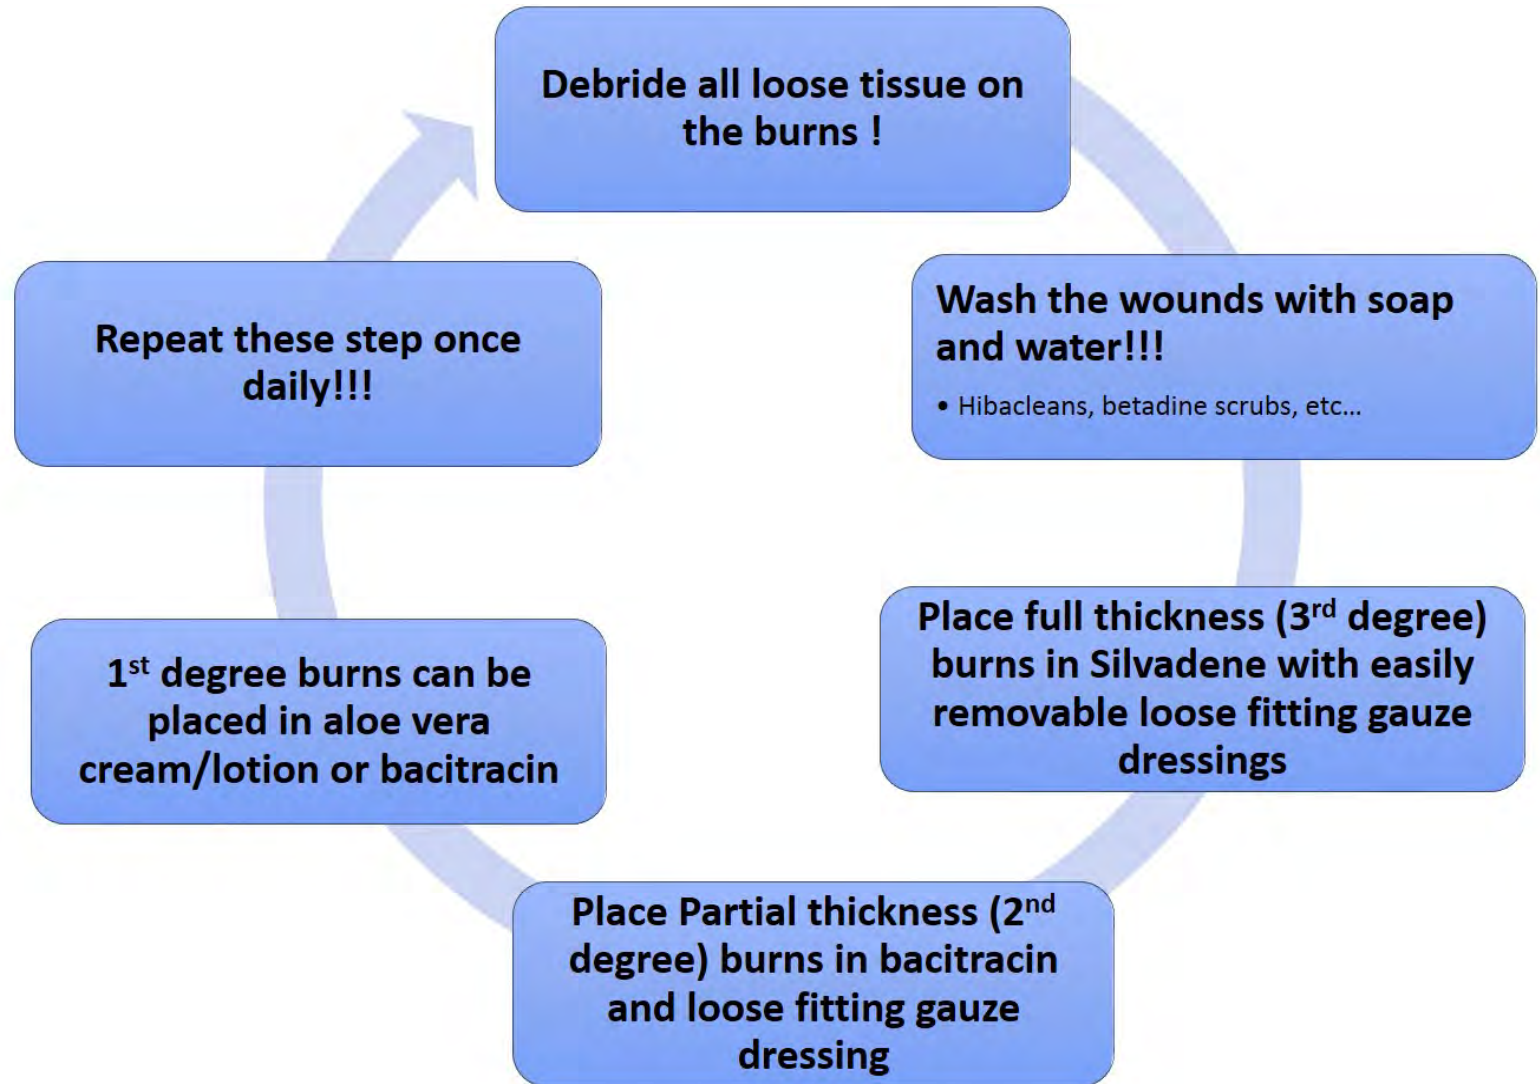 Debride all loose tissue on
the burns !
Wash the wounds with soap
and water!!!
• Hibacleans, betadine scrubs, etc…
Place full thickness (3rd degree)
burns in Silvadene with easily
removable loose fitting gauze
dressings
Place Partial thickness (2nd
degree) burns in bacitracin
and loose fitting gauze
dressing
1st degree burns can be
placed in aloe vera
cream/lotion or bacitracin
Repeat these step once
daily!!!